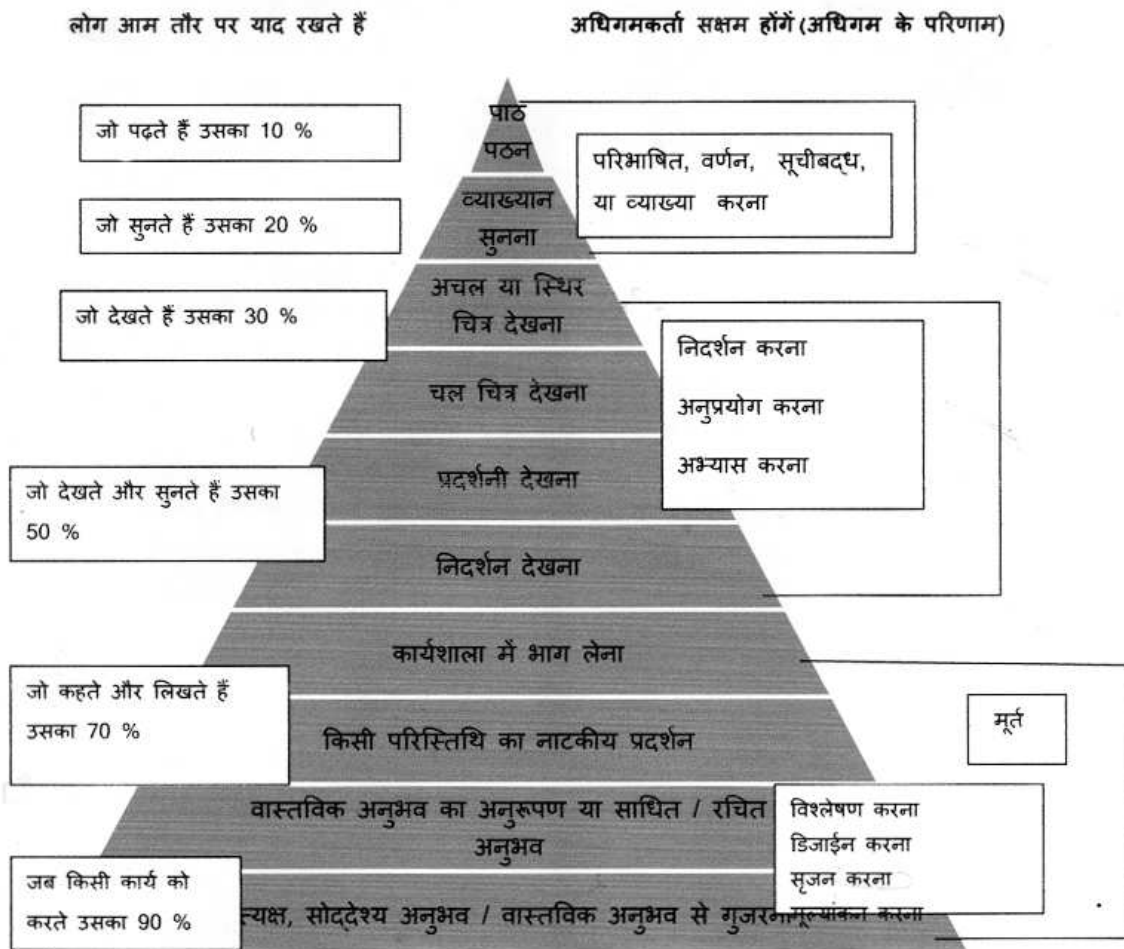 लोग आम तौर पर याद रखते हैं
अधिगमकर्ता सक्षम होंगें (अधिगम के परिणाम)
जो पढ़ते हैं उसका 10 %
पाठ
पठन
परिभाषित, वर्णन, सूचीबद्ध,
या व्याख्या करना
जो सुनते हैं उसका 20 %
व्याख्यान
सुनना
जो देखते हैं उसका 30 %
अचल या स्थिर
चित्र देखना
निदर्शन करना
अनुप्रयोग करना
अभ्यास करना
चल चित्र देखना
प्रदर्शनी देखना
जो देखते और सुनते हैं उसका
50 %
निदर्शन देखना
कार्यशाला में भाग लेना
जो कहते और लिखते हैं
उसका 70 %
मूर्त
किसी परिस्तिथि का नाटकीय प्रदर्शन
वास्तविक अनुभव का अनुरूपण या साधित / रचित
अनुभव
विश्लेषण करना
डिजाईन करना
सृजन करना
मूल्यांकन करना
जब किसी कार्य को
करते उसका 90 %
त्यक्ष, सोद्देश्य अनुभव / वास्तविक अनुभव से गुजरना